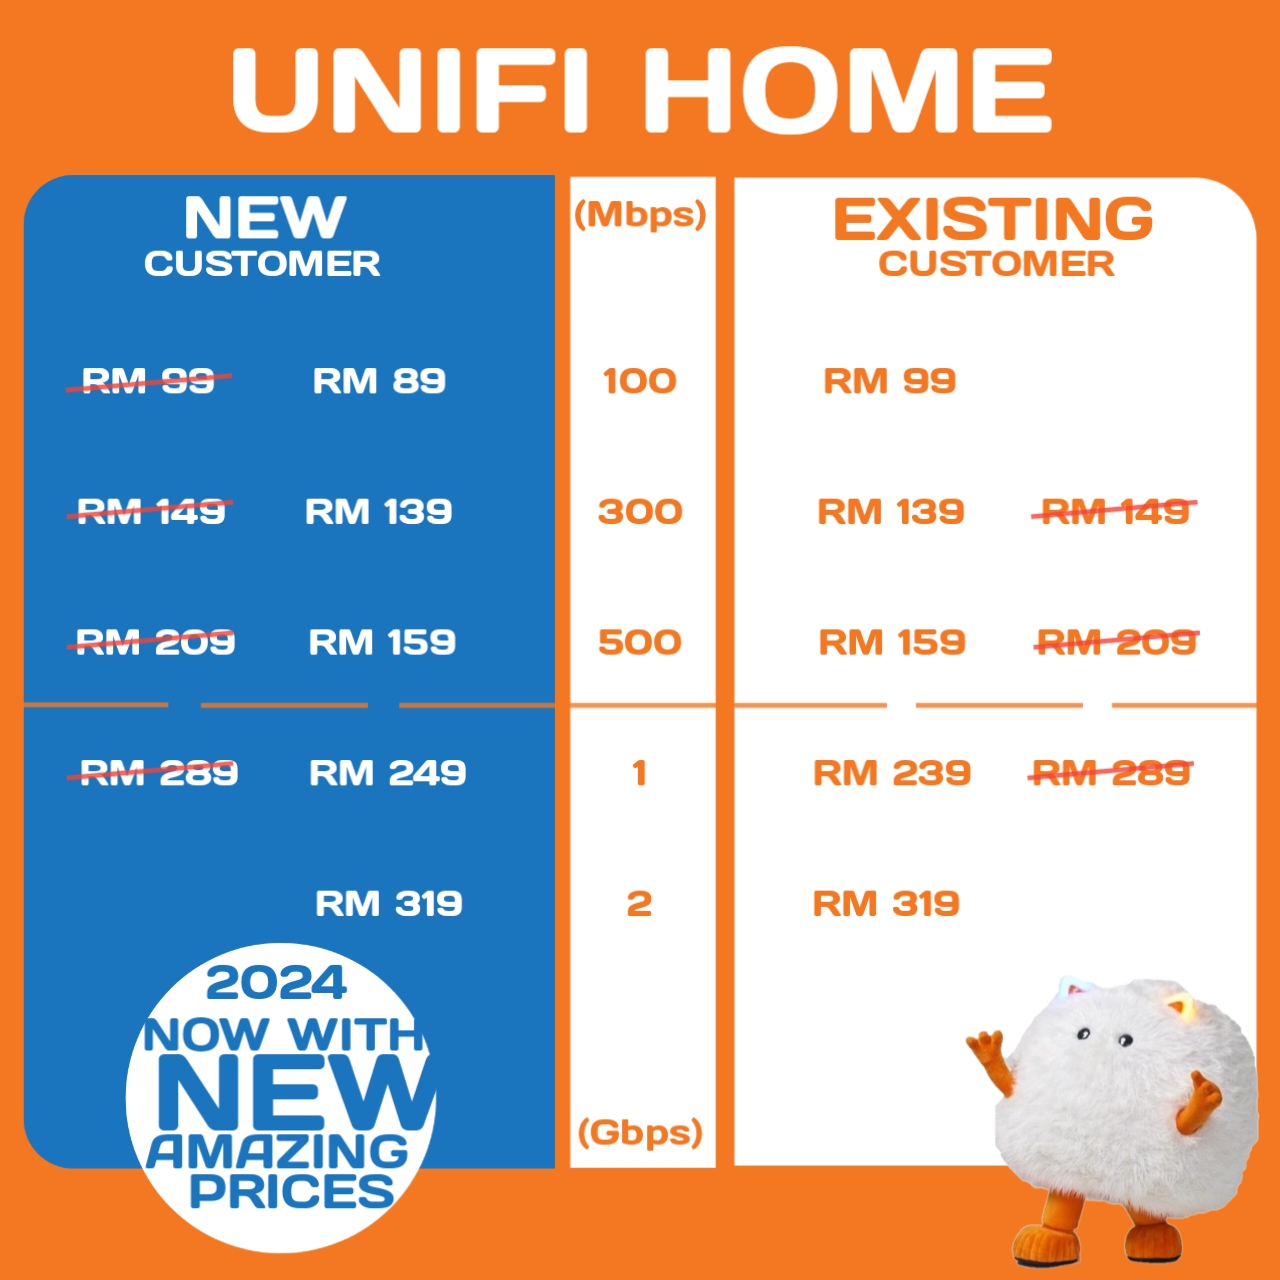 UNIFI HOME
NEW
CUSTOMER
(Mbps)
EXISTING
CUSTOMER
RM 99 RM 89 100 RM 99
RM 149 RM 139 300 RM 139 RM 149
RM 209 RM 159 500 RM 159 RM 209
RM 289 RM 249 1 RM 239 RM 289
RM 319 2 RM 319
(Gbps)
2024
NOW WITH
NEW
AMAZING
PRICES